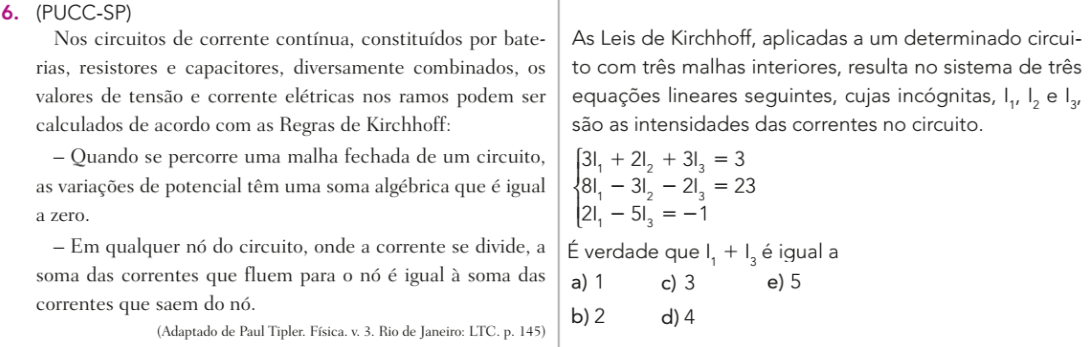 6. (PUCC-SP)
Nos circuitos de corrente contínua, constituídos por bate-
rias, resistores e capacitores, diversamente combinados, os
valores de tensão e corrente elétricas nos ramos podem ser
calculados de acordo com as Regras de Kirchhoff:
– Quando se percorre uma malha fechada de um circuito,
as variações de potencial têm uma soma algébrica que é igual
a zero.
– Em qualquer nó do circuito, onde a corrente se divide, a
soma das correntes que fluem para o nó é igual à soma das
correntes que saem do nó.
(Adaptado de Paul Tipler. Física. v. 3. Rio de Janeiro: LTC. p. 145)
As Leis de Kirchhoff, aplicadas a um determinado circui-
to com três malhas interiores, resulta no sistema de três
equações lineares seguintes, cujas incógnitas, I₁, I₂ e I₃,
são as intensidades das correntes no circuito.
3I₁ + 2I₂ + 3I₃ = 3
8I₁ − 3I₂ − 2I₃ = 23
2I₁ − 5I₃ = −1
É verdade que I₁ + I₃ é igual a
a) 1 c) 3 e) 5
b) 2 d) 4